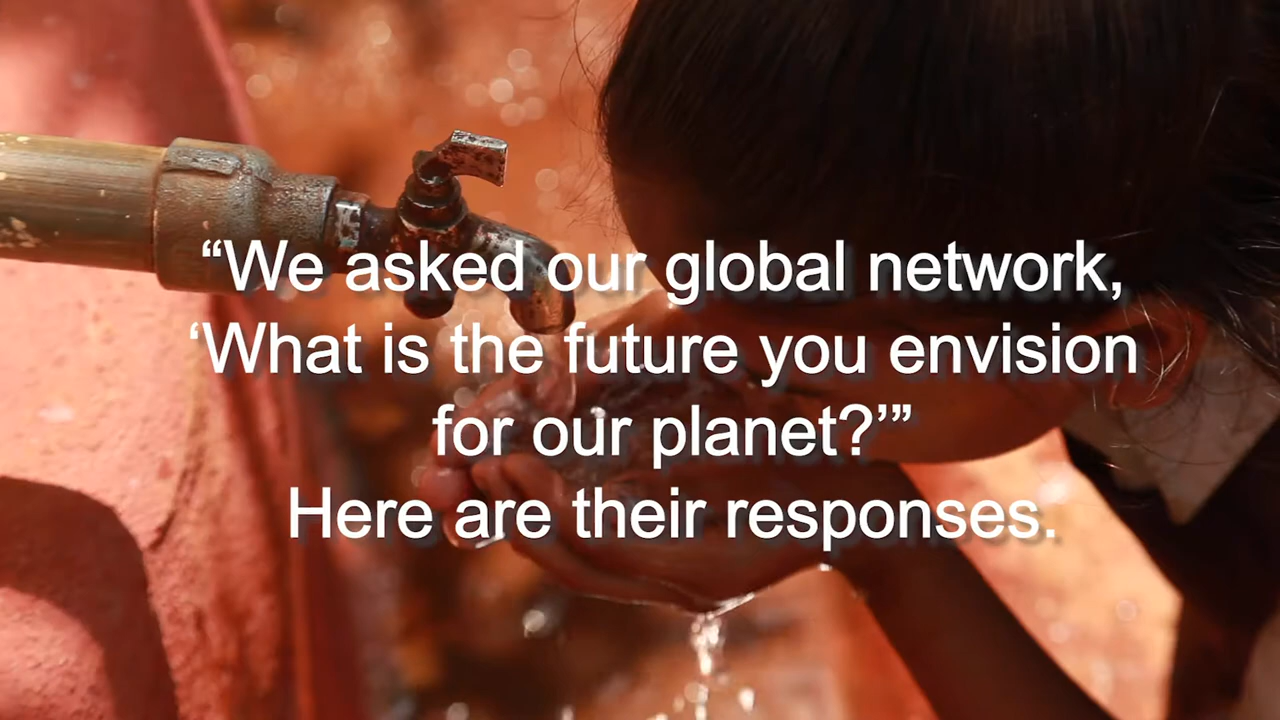 “We asked our global network,
‘What is the future you envision
for our planet?’”
Here are their responses.